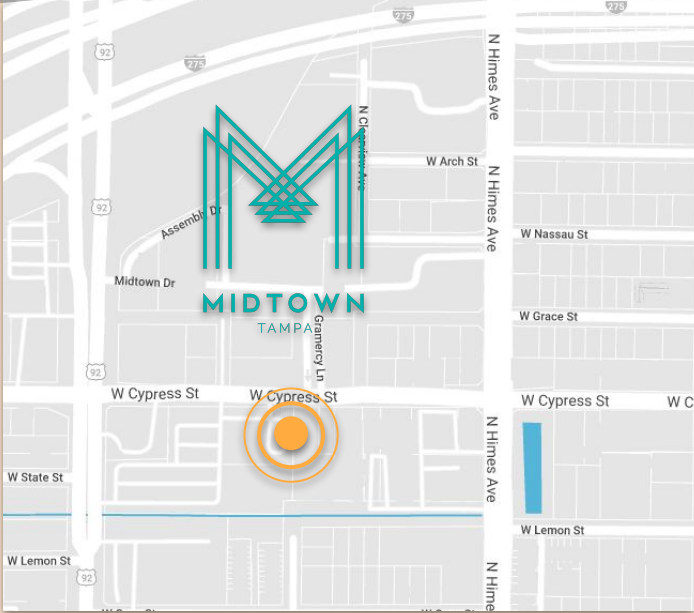 275
275
92
N Himes Ave
275
N Clearview Ave
W Arch St
N Himes Ave
92
Assembly Dr
W Nassau St
Midtown Dr
MIDTOWN
TAMPA
Gramercy Ln
W Grace St
92
W Cypress St
W Cypress St
W Cypress St
W C
N Himes Ave
W State St
W Lemon St
W Lemon St
92
N Hime